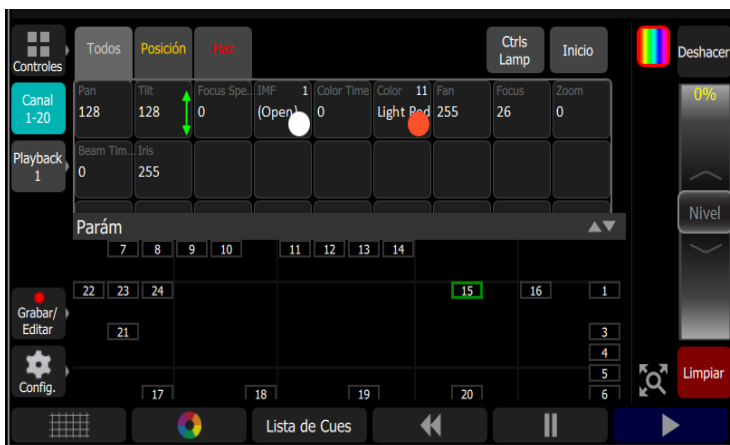 Controles
Todos
Posición
Haz
Ctrls
Lamp
Inicio
Deshacer
Canal
1-20
Pan
128
Tilt
128
Focus Spe...
0
IMF 1
(Open)
Color Time
0
Color 11
Light Red
Fan
255
Focus
26
Zoom
0
0%
Playback
1
Beam Tim...
0
Iris
255
Nivel
Parám
7 8 9 10 11 12 13 14
22 23 24 15 16 1
Grabar/
Editar
21 3
4
Config.
5
Limpiar
17 18 19 20 6
Lista de Cues